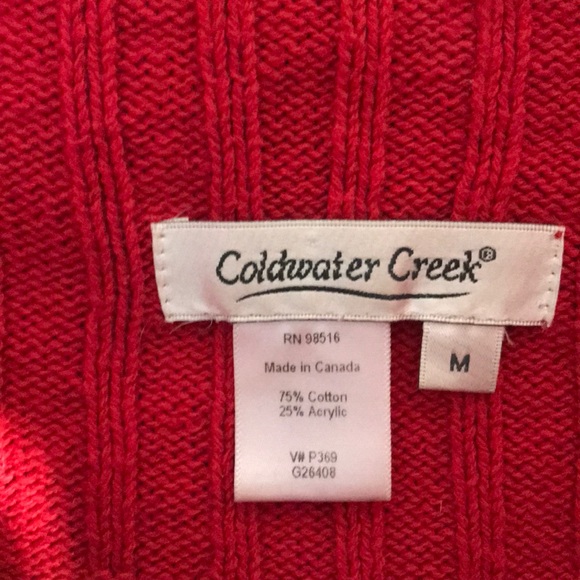 Coldwater Creek®
RN 98516
Made in Canada
75% Cotton
25% Acrylic
V# P369
G26408
M